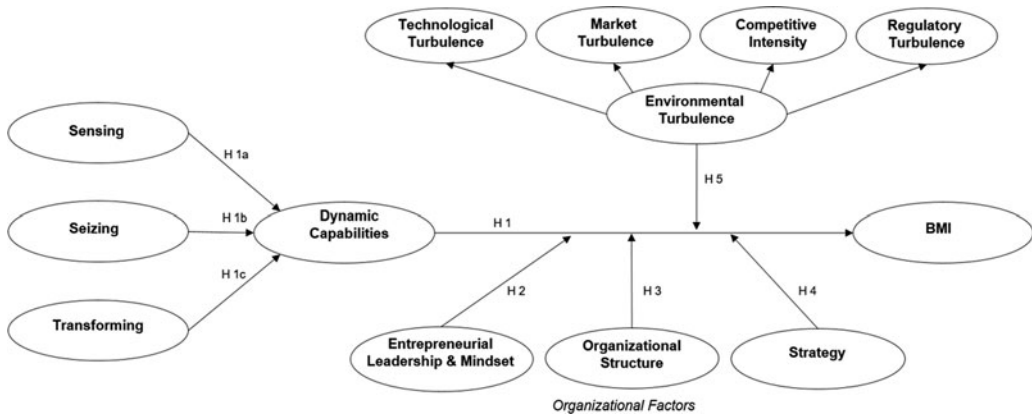 Technological
Turbulence
Market
Turbulence
Competitive
Intensity
Regulatory
Turbulence
Environmental
Turbulence
Sensing
H 1a
H 5
Seizing
H 1b
Dynamic
Capabilities
H 1
BMI
H 1c
Transforming
H 2
H 3
H 4
Entrepreneurial
Leadership & Mindset
Organizational
Structure
Strategy
Organizational Factors